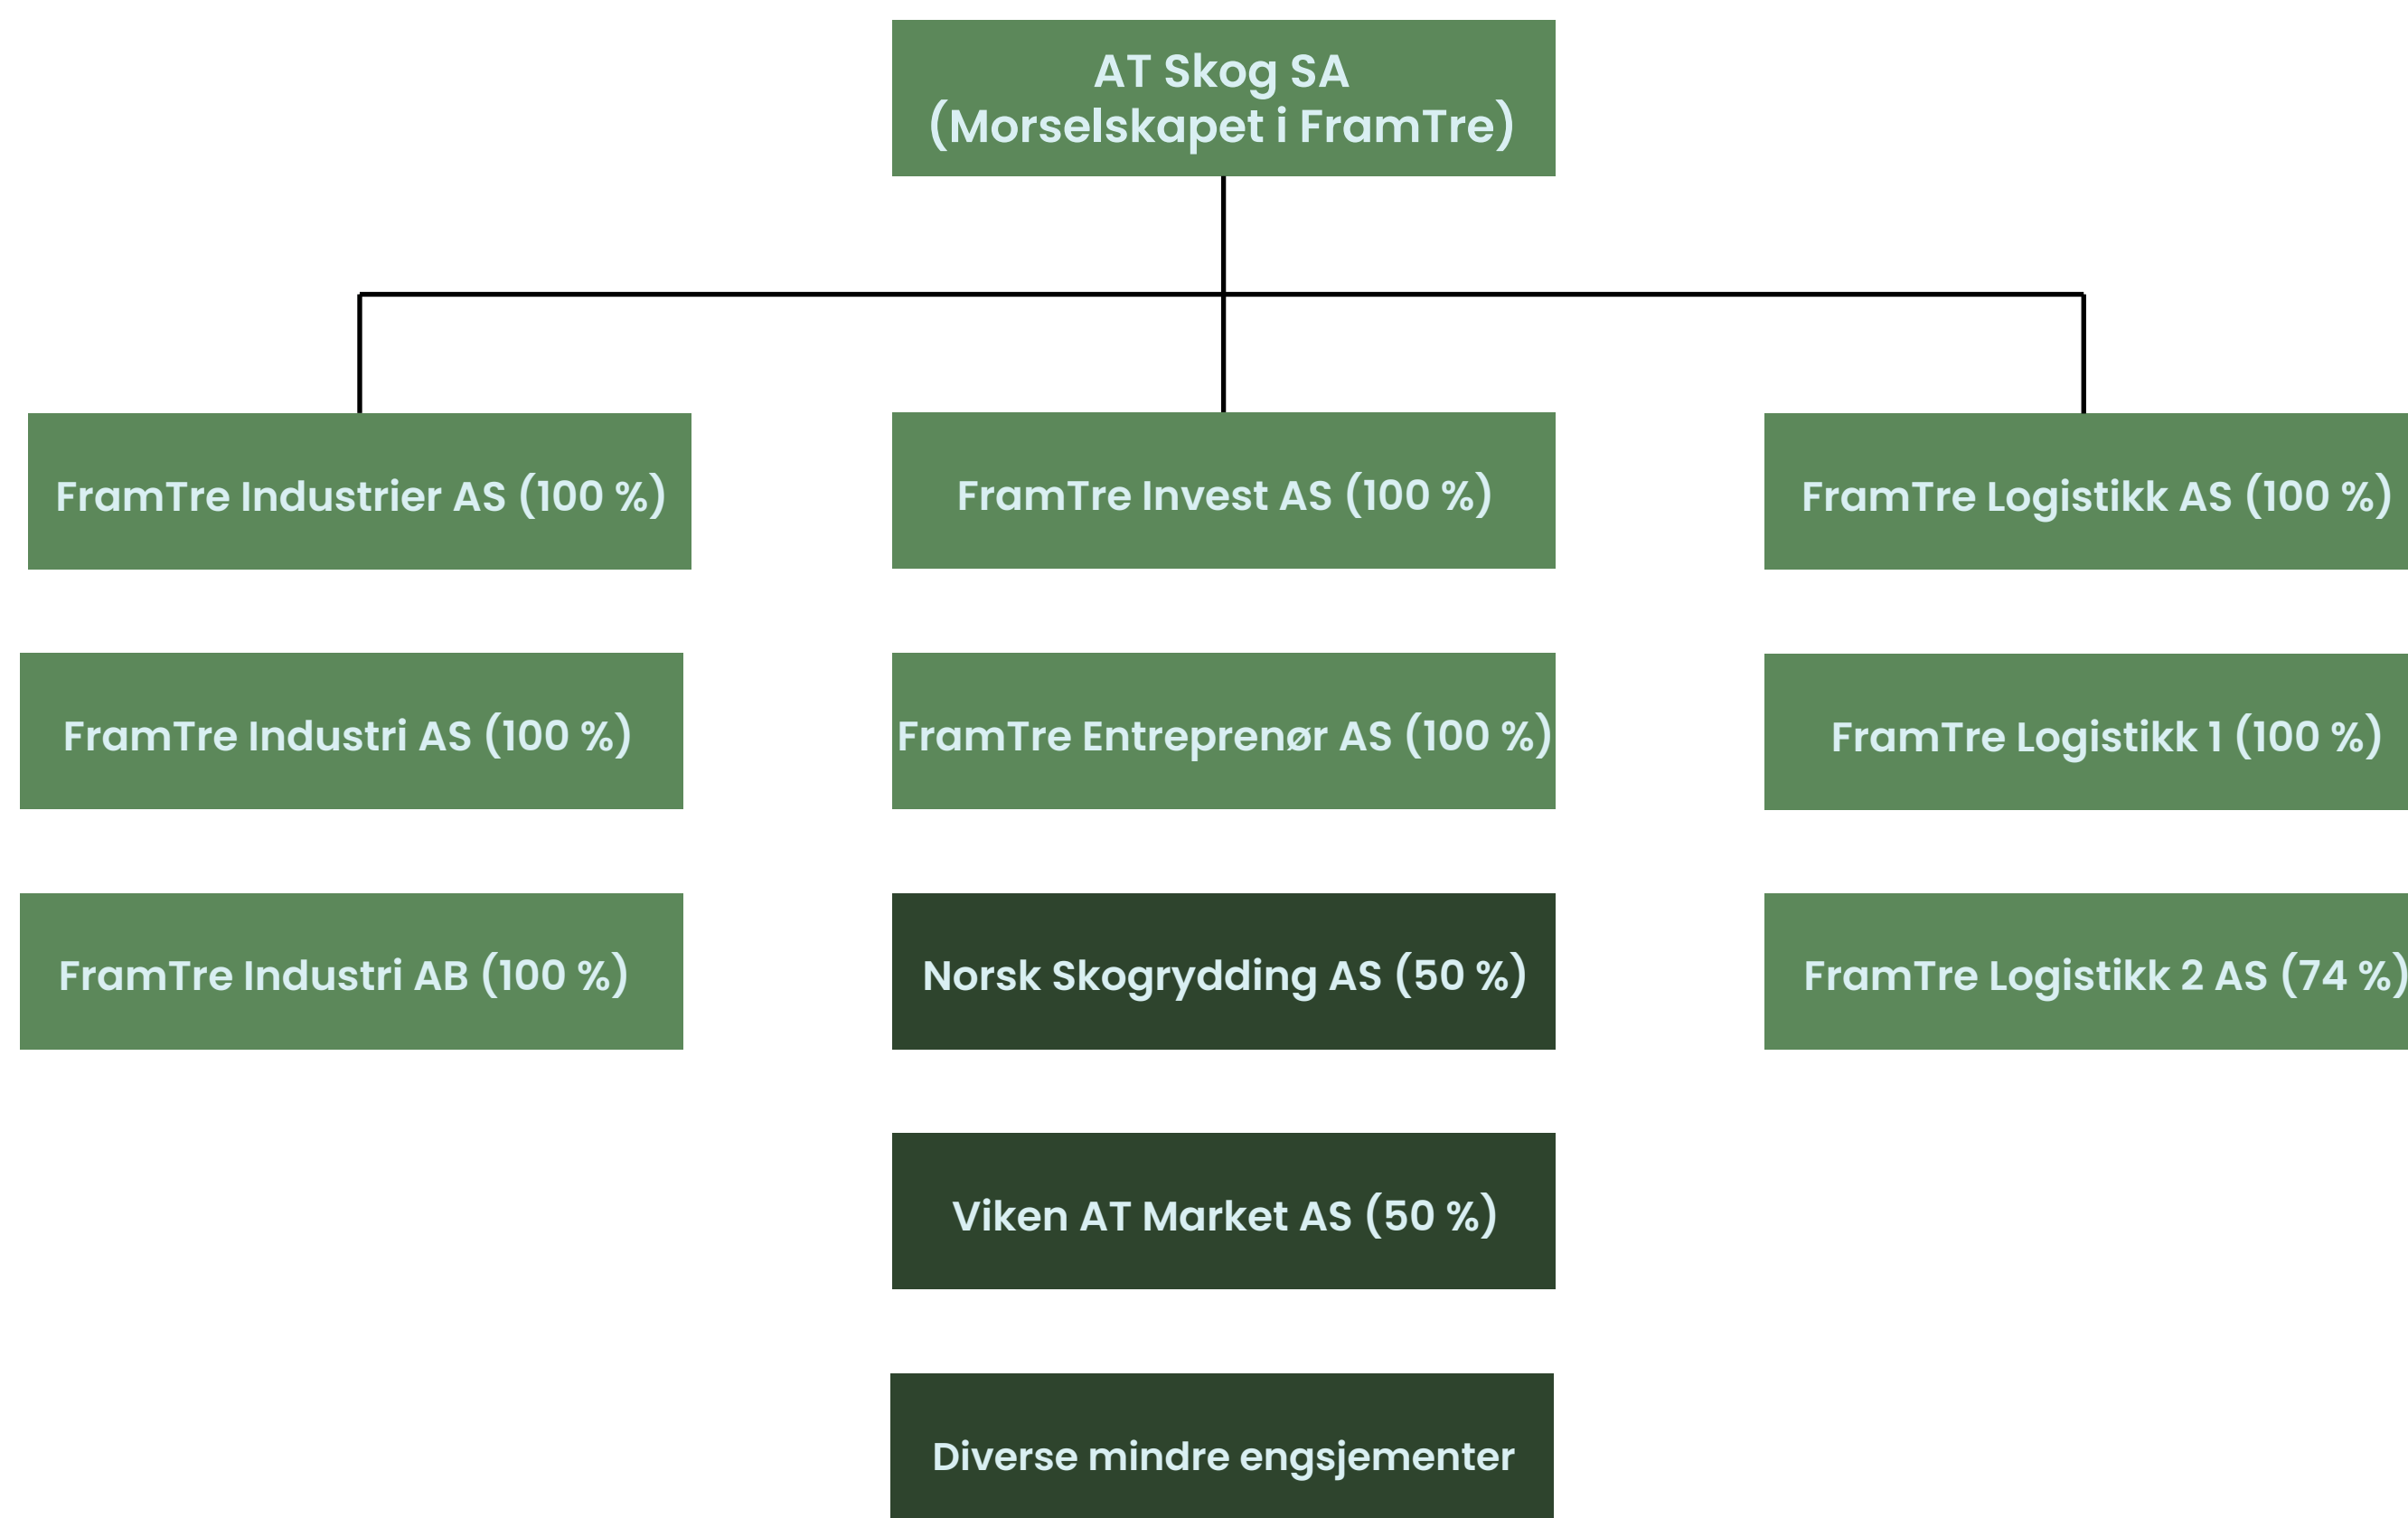 AT Skog SA
(Morselskapet i FramTre)
FramTre Industrier AS (100 %)
FramTre Invest AS (100 %)
FramTre Logistikk AS (100 %)
FramTre Industri AS (100 %)
FramTre Entreprenør AS (100 %)
FramTre Logistikk 1 (100 %)
FramTre Industri AB (100 %)
Norsk Skogrydding AS (50 %)
FramTre Logistikk 2 AS (74 %)
Viken AT Market AS (50 %)
Diverse mindre engsjementer